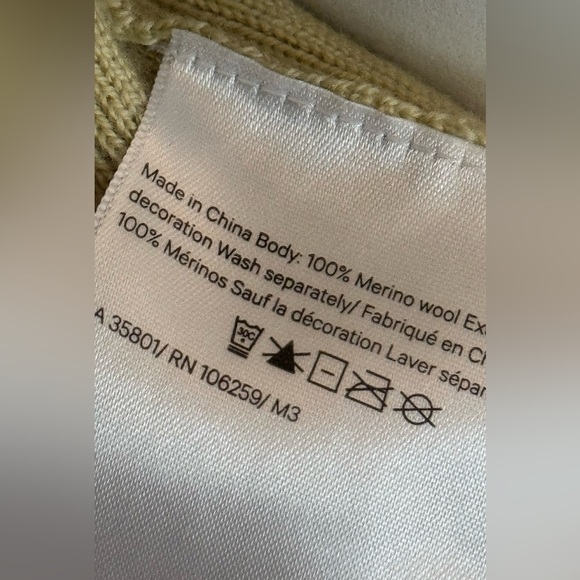 Made in China Body: 100% Merino wool
decoration Wash separately/ Fabriqué en
100% Mérinos Sauf la décoration Laver
30C
A 35801/ RN 106259/ M3